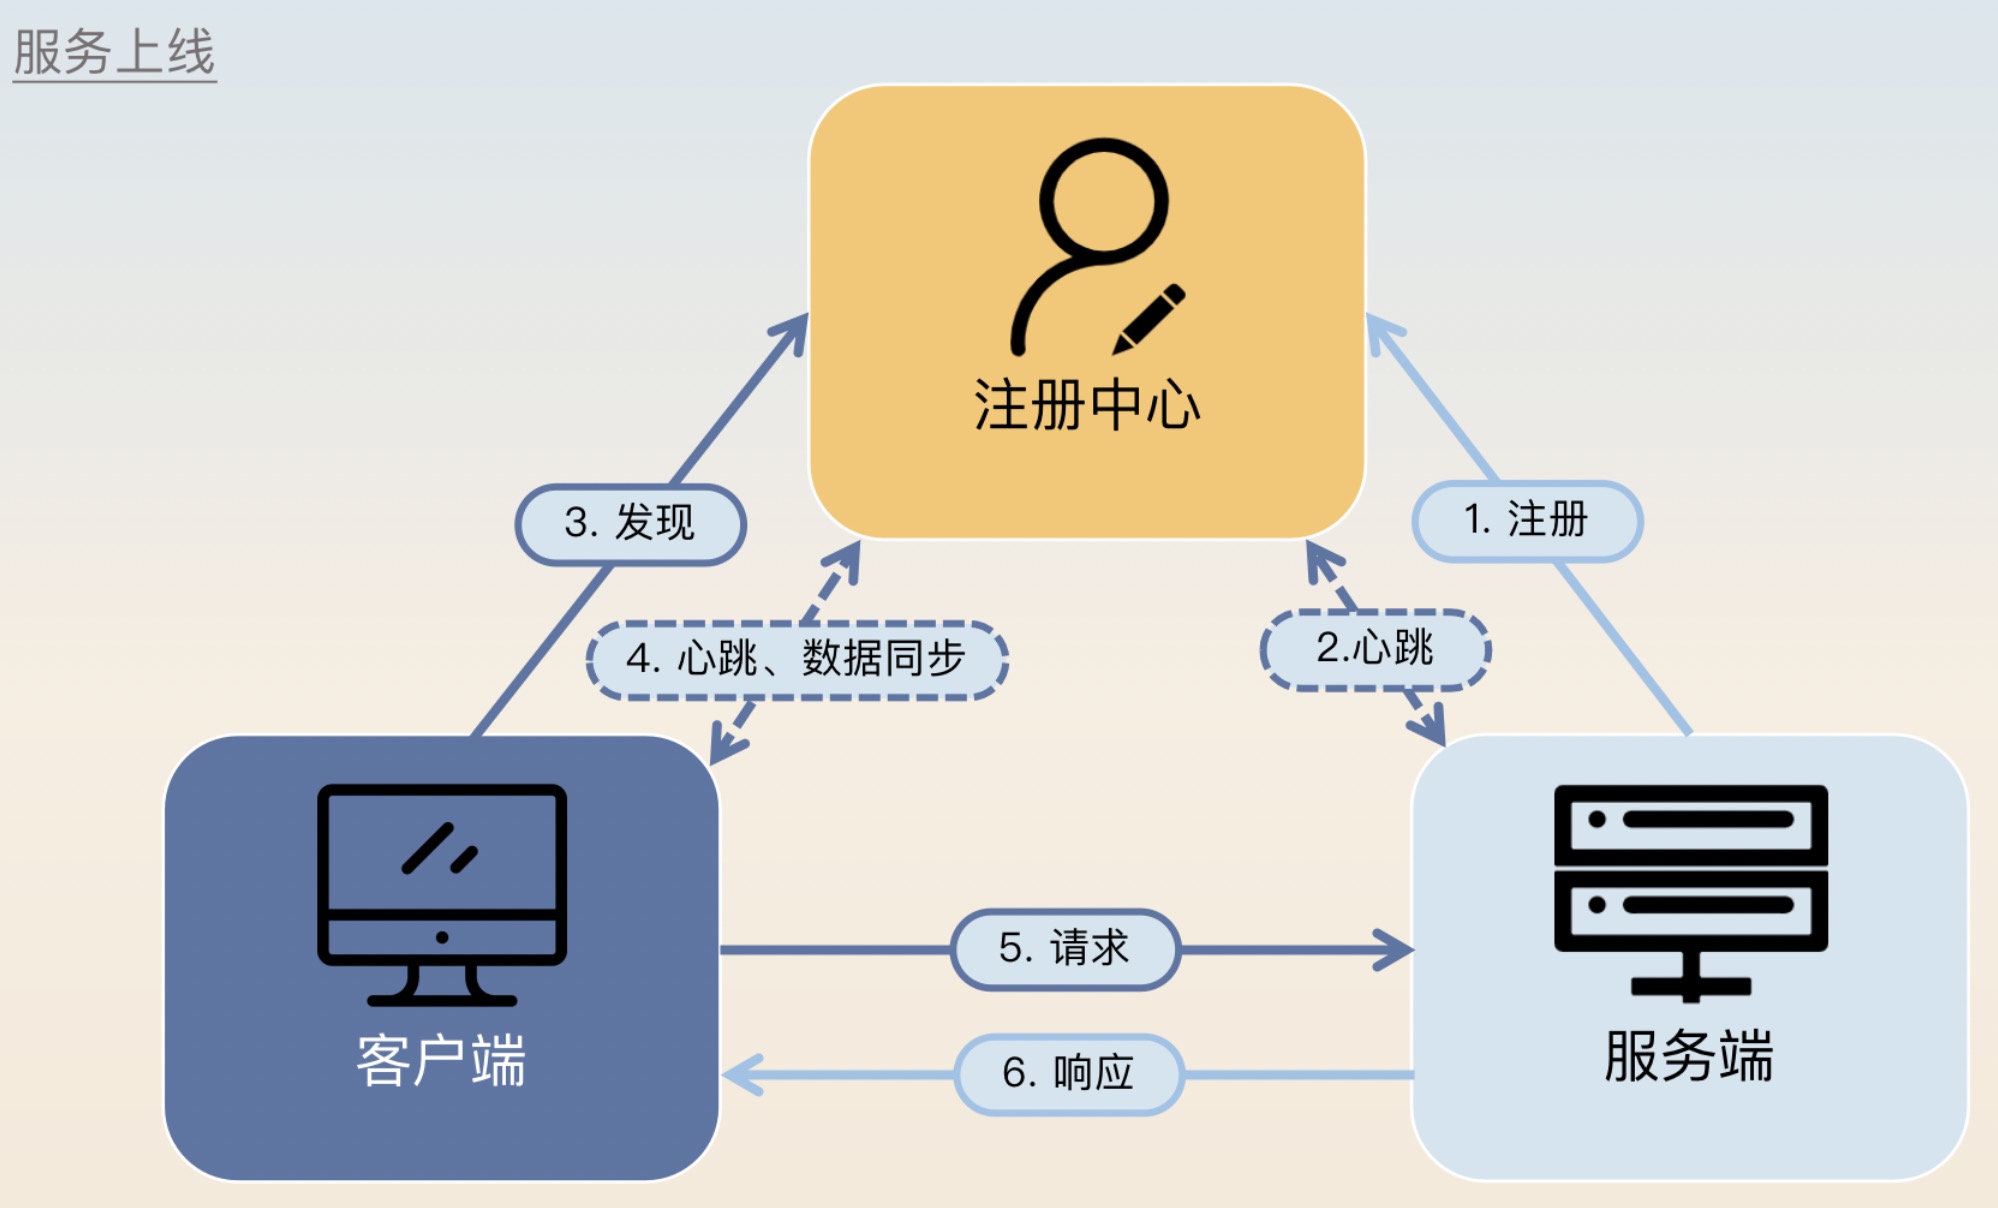 服务上线
注册中心
3. 发现
1. 注册
4. 心跳、数据同步
2.心跳
5. 请求
6. 响应
客户端
服务端